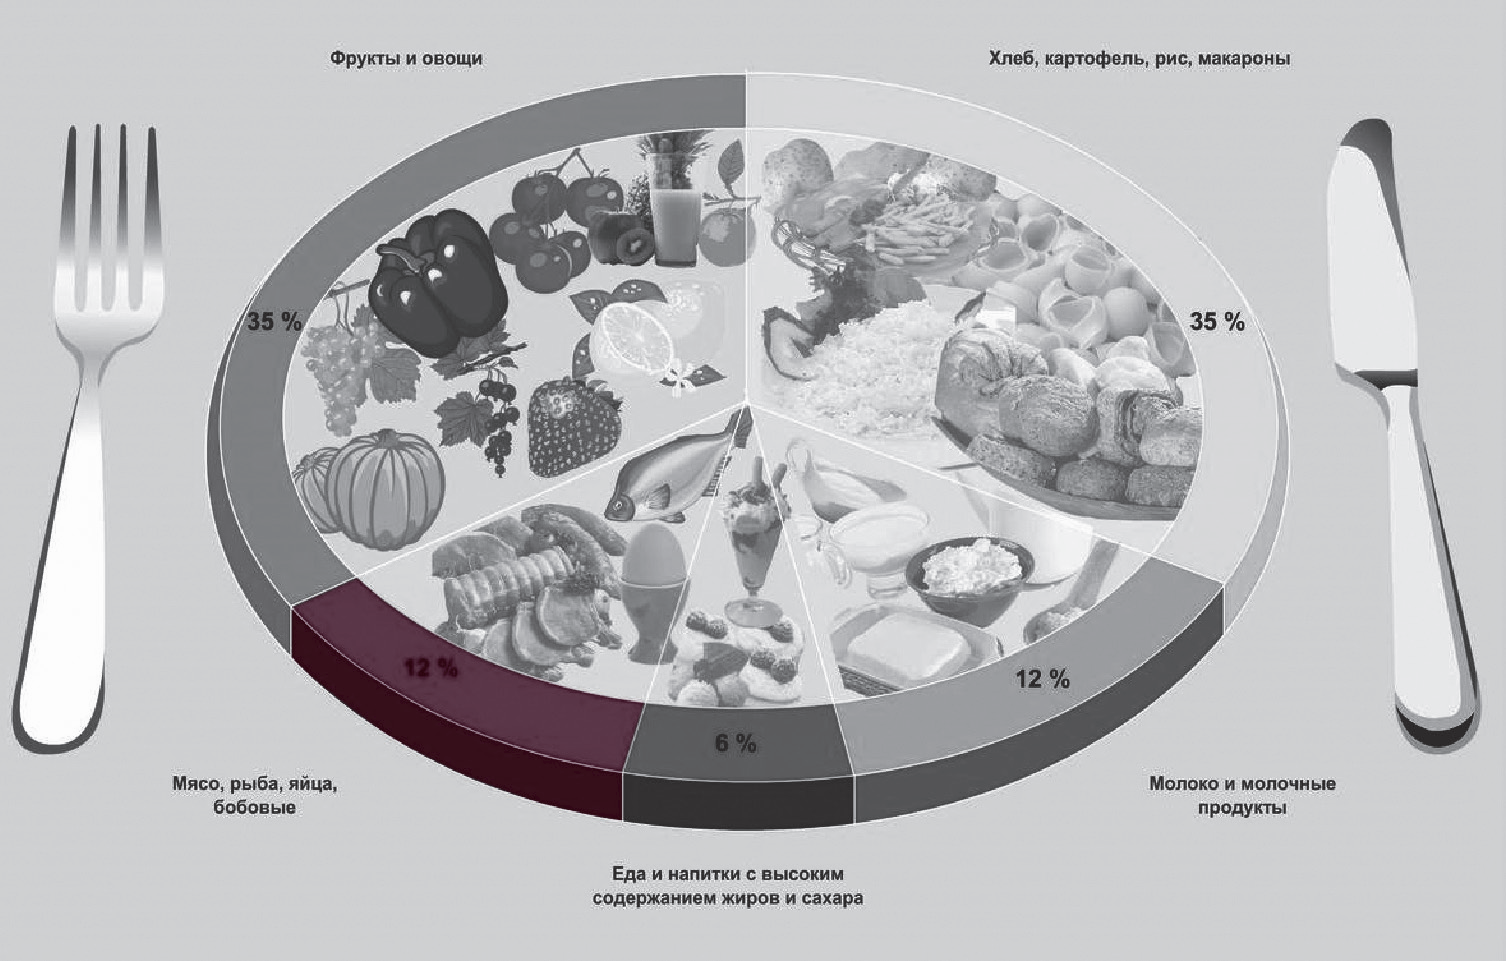 Фрукты и овощи
Хлеб, картофель, рис, макароны
35 %
35 %
12 %
12 %
6 %
Мясо, рыба, яйца,
бобовые
Молоко и молочные
продукты
Еда и напитки с высоким
содержанием жиров и сахара